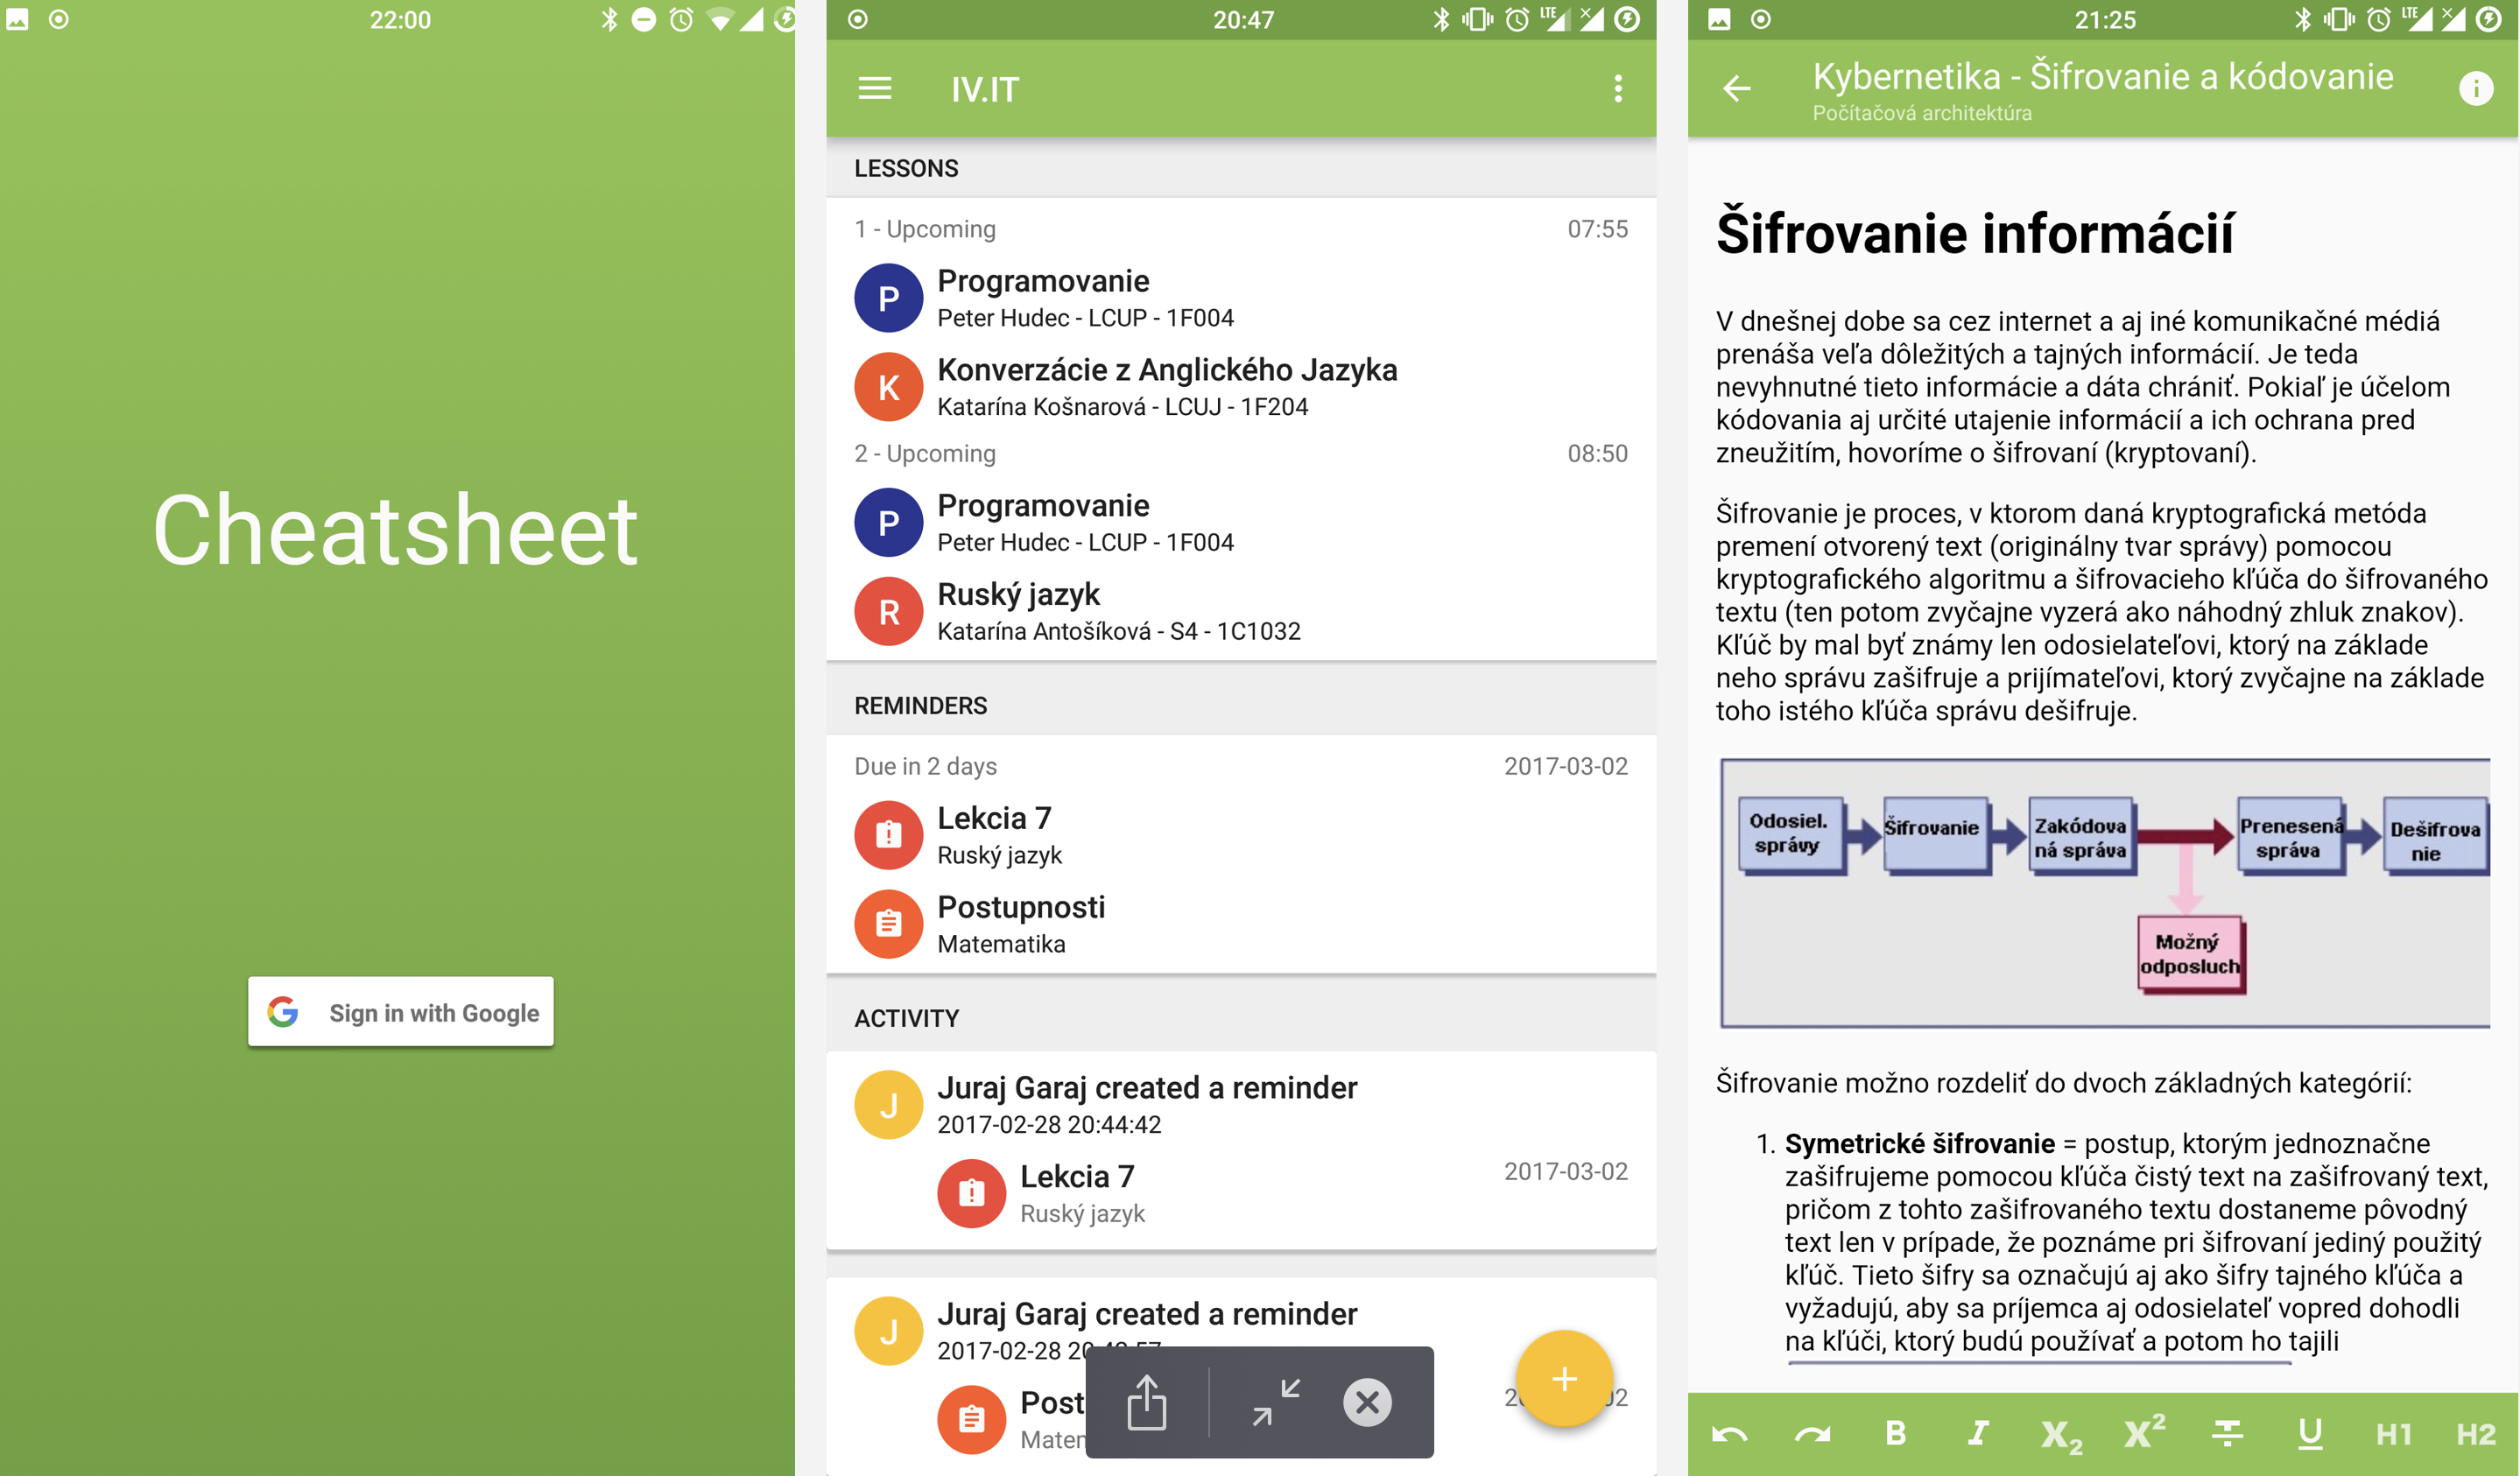 22:00
Cheatsheet
Sign in with Google
20:47
LTE
IV.IT
LESSONS
1 - Upcoming 07:55
P
Programovanie
Peter Hudec - LCUP - 1F004
K
Konverzácie z Anglického Jazyka
Katarína Košnarová - LCUJ - 1F204
2 - Upcoming 08:50
P
Programovanie
Peter Hudec - LCUP - 1F004
R
Ruský jazyk
Katarína Antošíková - S4 - 1C1032
REMINDERS
Due in 2 days 2017-03-02
Lekcia 7
Ruský jazyk
Postupnosti
Matematika
ACTIVITY
J
Juraj Garaj created a reminder
2017-02-28 20:44:42
Lekcia 7 2017-03-02
Ruský jazyk
J
Juraj Garaj created a reminder
2017-02-28
21:25
LTE
Kybernetika - Šifrovanie a kódovanie
Počítačová architektúra
Šifrovanie informácií
V dnešnej dobe sa cez internet a aj iné komunikačné médiá
prenáša veľa dôležitých a tajných informácií. Je teda
nevyhnutné tieto informácie a dáta chrániť. Pokiaľ je účelom
kódovania aj určité utajenie informácií a ich ochrana pred
zneužitím, hovoríme o šifrovaní (kryptovaní).
Šifrovanie je proces, v ktorom daná kryptografická metóda
premení otvorený text (originálny tvar správy) pomocou
kryptografického algoritmu a šifrovacieho kľúča do šifrovaného
textu (ten potom zvyčajne vyzerá ako náhodný zhluk znakov).
Kľúč by mal byť známy len odosielateľovi, ktorý na základe
neho správu zašifruje a prijímateľovi, ktorý zvyčajne na základe
toho istého kľúča správu dešifruje.
Odosiel.
správy
Šifrovanie
Zakódova
ná správa
Prenesená
správa
Dešifrova
nie
Možný
odposluch
Šifrovanie možno rozdeliť do dvoch základných kategórií:
1. Symetrické šifrovanie = postup, ktorým jednoznačne
zašifrujeme pomocou kľúča čistý text na zašifrovaný text,
pričom z tohto zašifrovaného textu dostaneme pôvodný
text len v prípade, že poznáme pri šifrovaní jediný použitý
kľúč. Tieto šifry sa označujú aj ako šifry tajného kľúča a
vyžadujú, aby sa príjemca aj odosielateľ vopred dohodli
na kľúči, ktorý budú používať a potom ho tajili
B I X2 X2 T U H1 H2